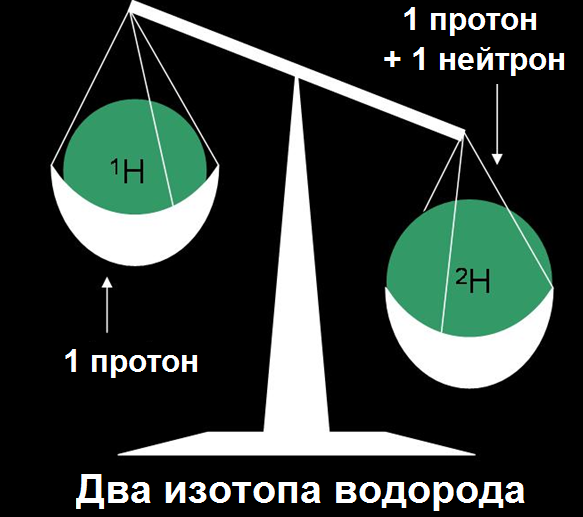 1 протон
+ 1 нейтрон
¹H
²H
1 протон
Два изотопа водорода